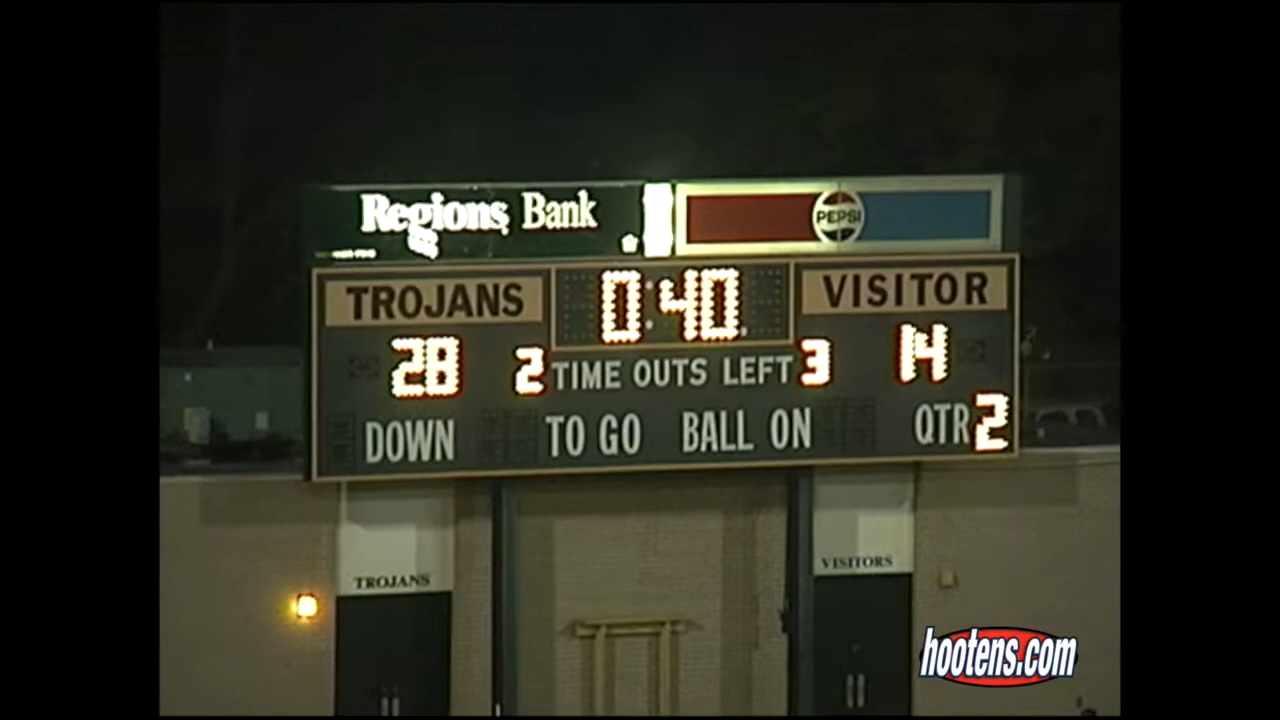 Regions Bank
PEPSI
TROJANS 0:40 VISITOR
28 2 TIME OUTS LEFT 3 14
DOWN TO GO BALL ON QTR 2
TROJANS
VISITORS
hootens.com